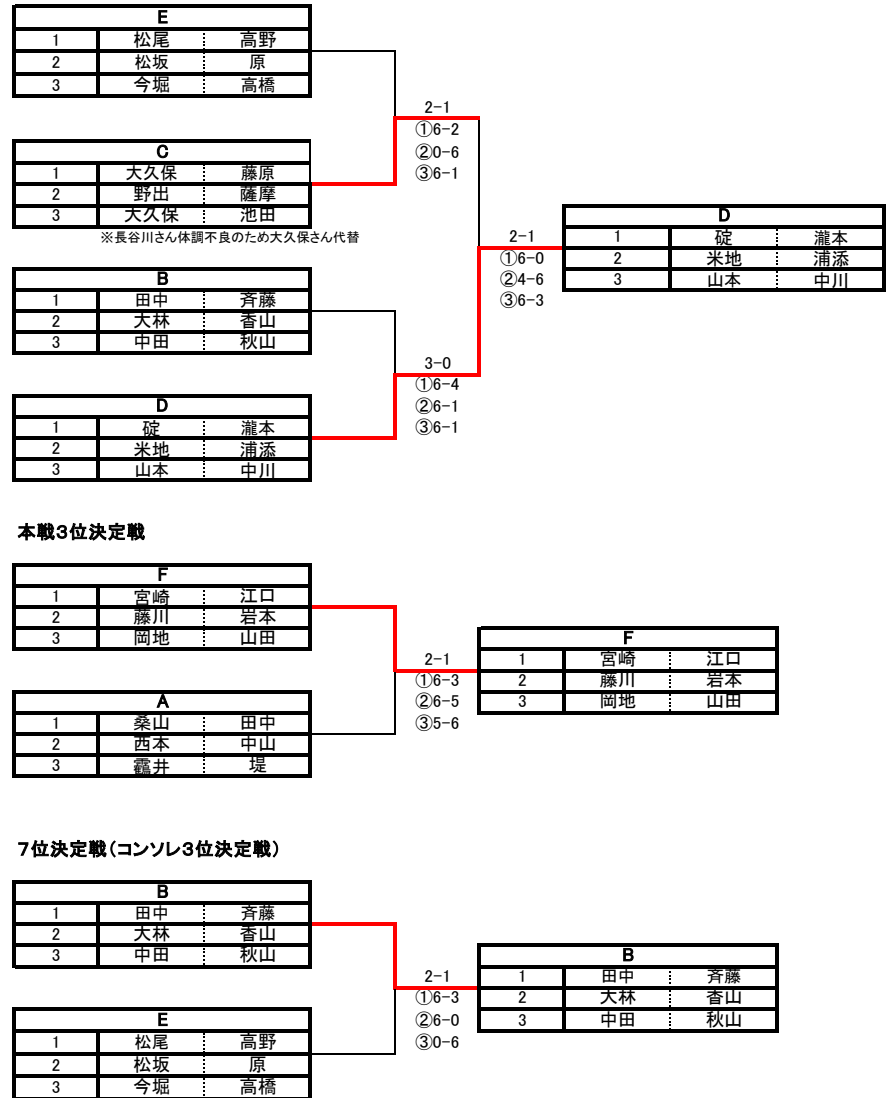 E
1 松尾 高野
2 松坂 原
3 今堀 高橋
2-1
①6-2
②0-6
③6-1
C
1 大久保 藤原
2 野出 薩摩
3 大久保 池田
※長谷川さん体調不良のため大久保さん代替
2-1
①6-0
②4-6
③6-3
D
1 碇 瀧本
2 米地 浦添
3 山本 中川
B
1 田中 斉藤
2 大林 香山
3 中田 秋山
3-0
①6-4
②6-1
③6-1
D
1 碇 瀧本
2 米地 浦添
3 山本 中川
本戦3位決定戦
F
1 宮崎 江口
2 藤川 岩本
3 岡地 山田
2-1
①6-3
②6-5
③5-6
F
1 宮崎 江口
2 藤川 岩本
3 岡地 山田
A
1 桑山 田中
2 西本 中山
3 井 堤
7位決定戦(コンソレ3位決定戦)
B
1 田中 斉藤
2 大林 香山
3 中田 秋山
2-1
①6-3
②6-0
③0-6
B
1 田中 斉藤
2 大林 香山
3 中田 秋山
E
1 松尾 高野
2 松坂 原
3 今堀 高橋